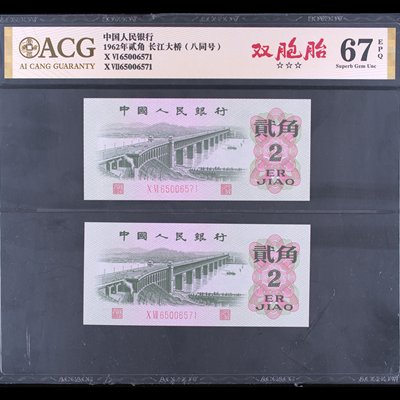 ACG
AI CANG GUARANTY
中国人民银行
1962年贰角 长江大桥（八同号）
X VI65006571
X VII65006571
双胞胎
☆☆☆
67 EPQ
Superb Gem Unc
中國人民銀行
貳角
2
ER
JIAO
X VI 65006571
中國人民銀行
貳角
2
ER
JIAO
X VII 65006571